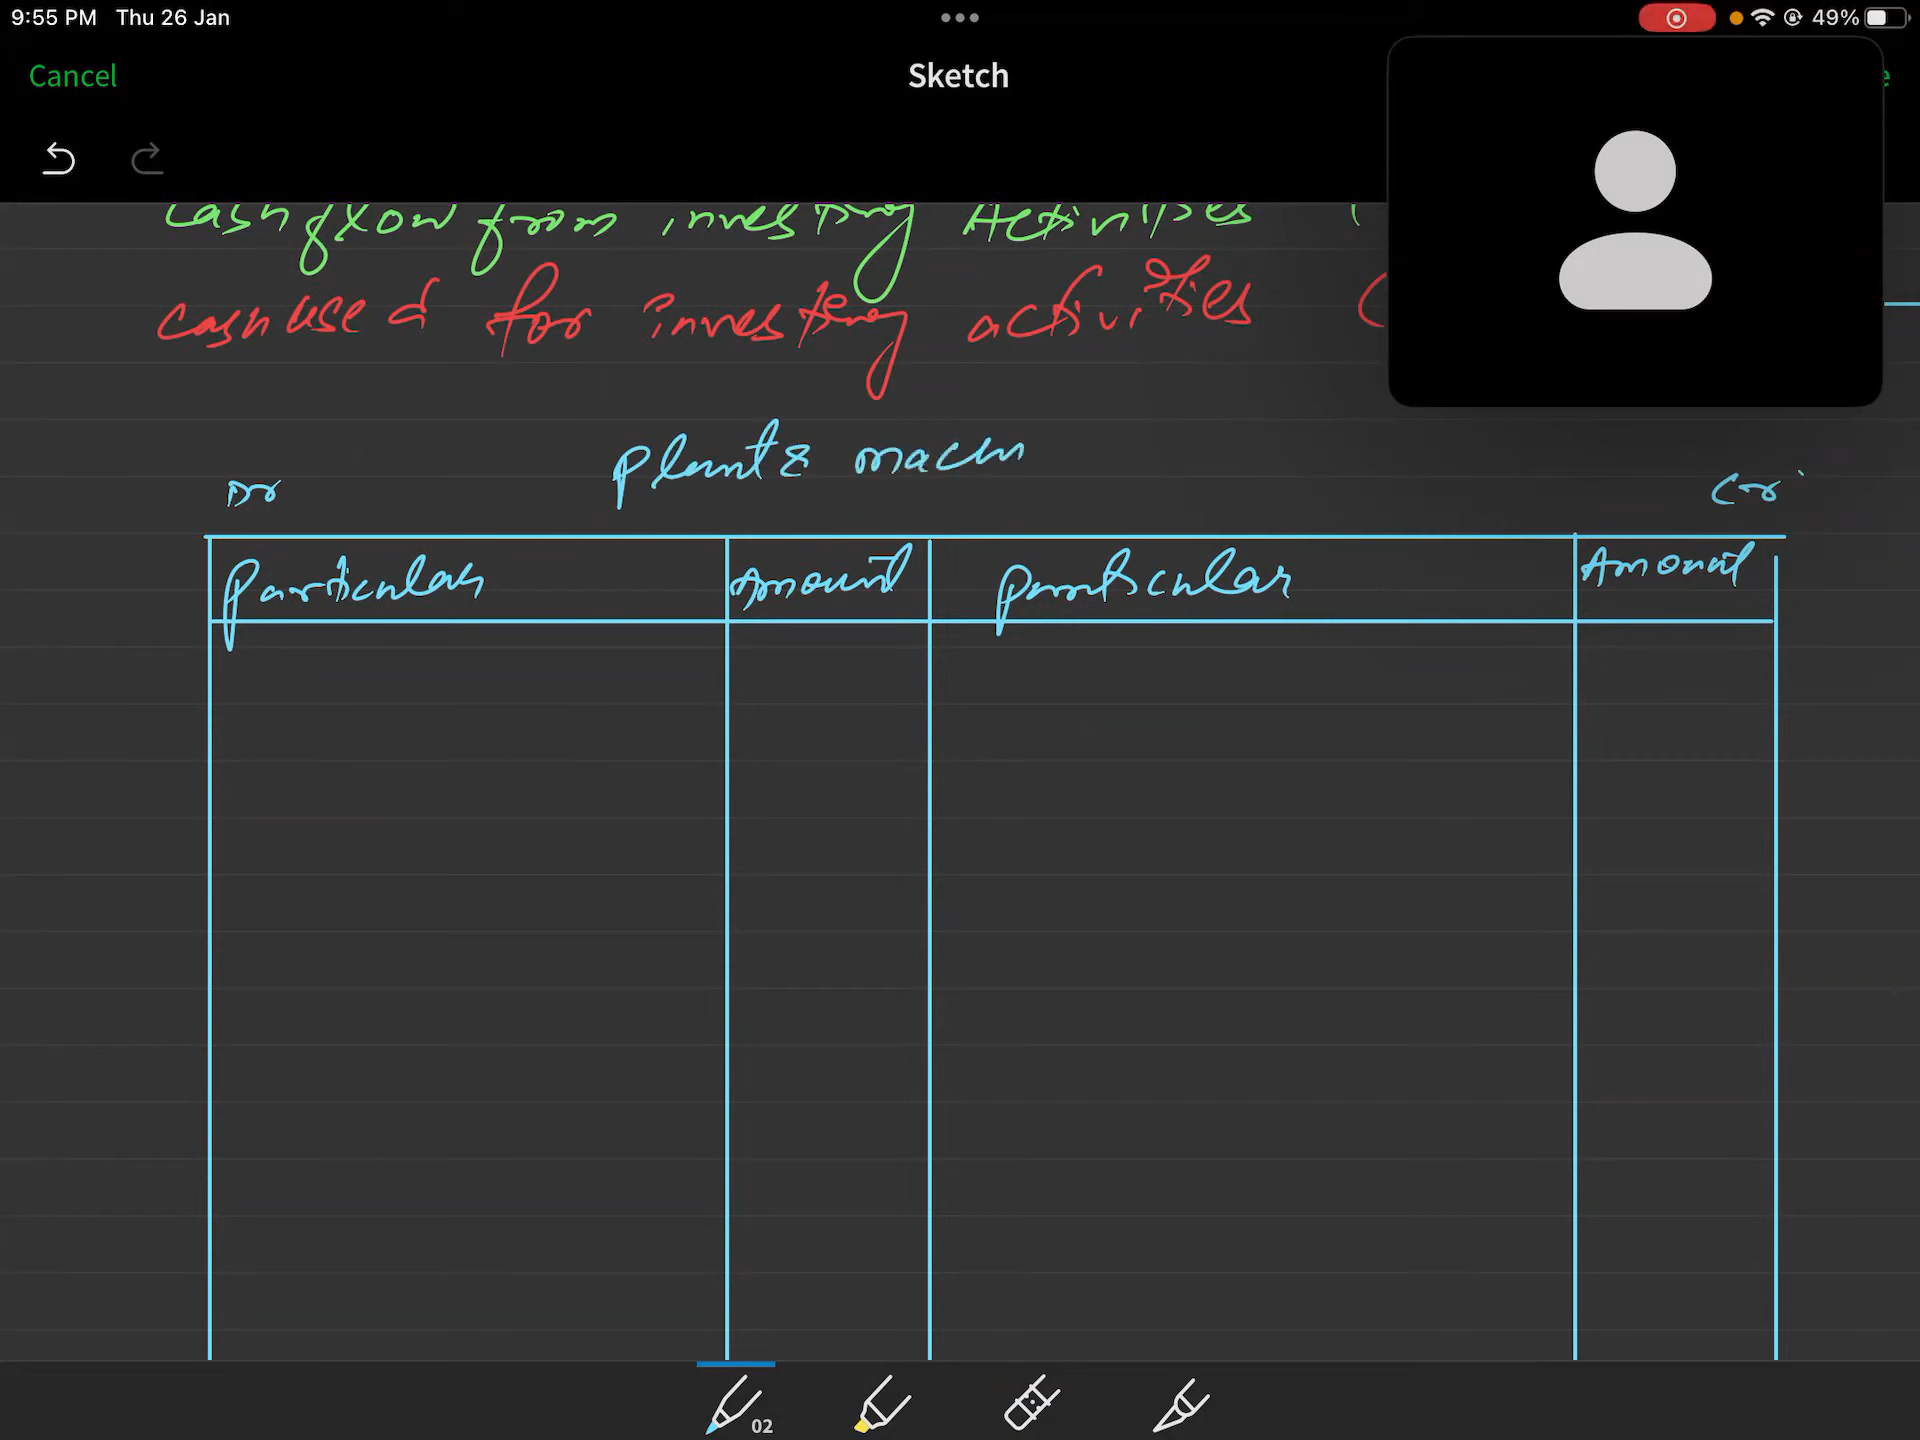 9:55 PM Thu 26 Jan 49%
Cancel Sketch
cash flow from investing Activities (
cash used for investing activities (
plant & mach
Dr Cr
particular Amount particular Amount
02